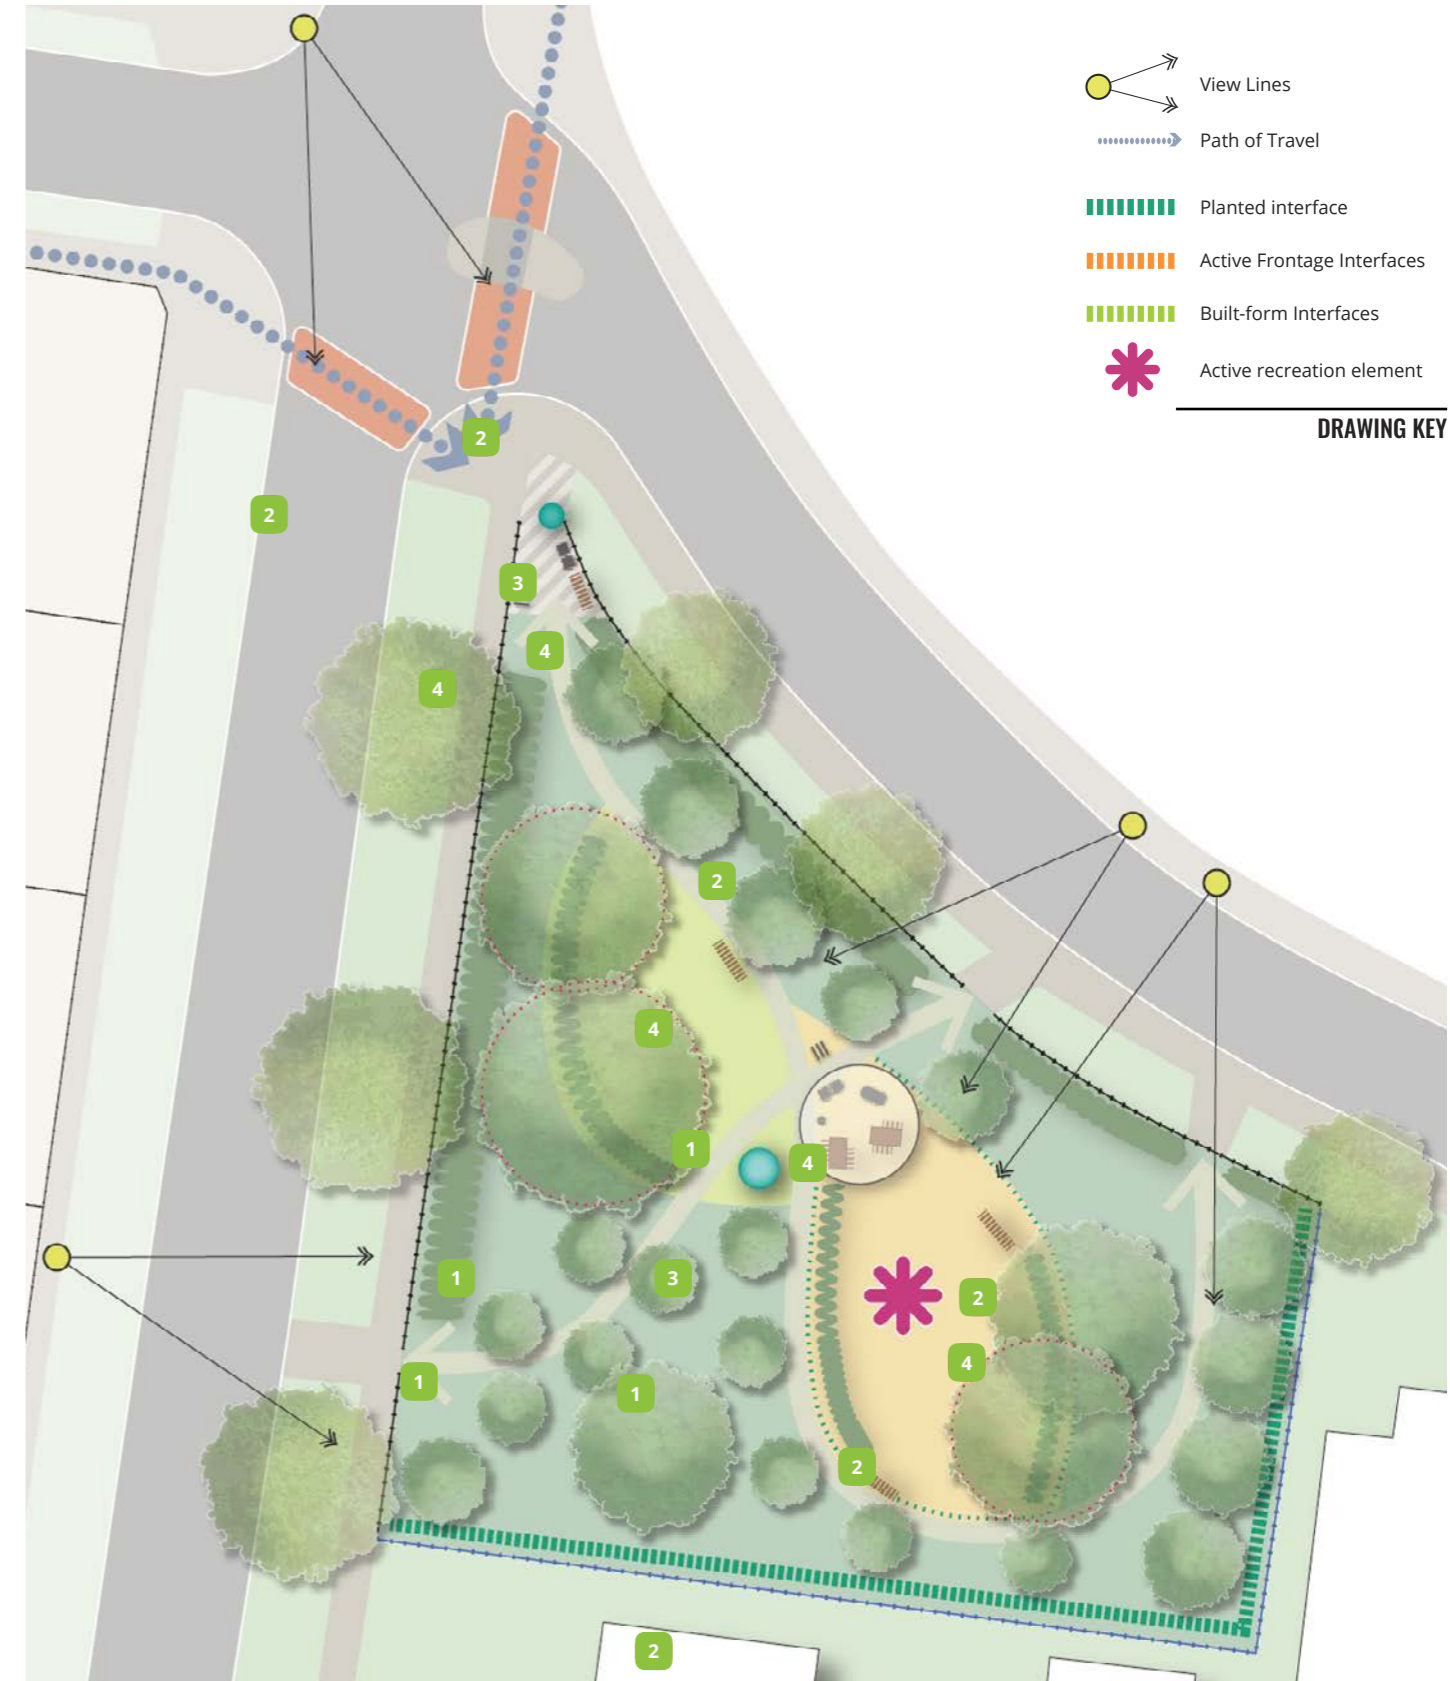 View Lines
Path of Travel
Planted interface
Active Frontage Interfaces
Built-form Interfaces
Active recreation element
DRAWING KEY
2
2
3
4
4
2
4
1
4
1
3
2
4
1
1
2
2